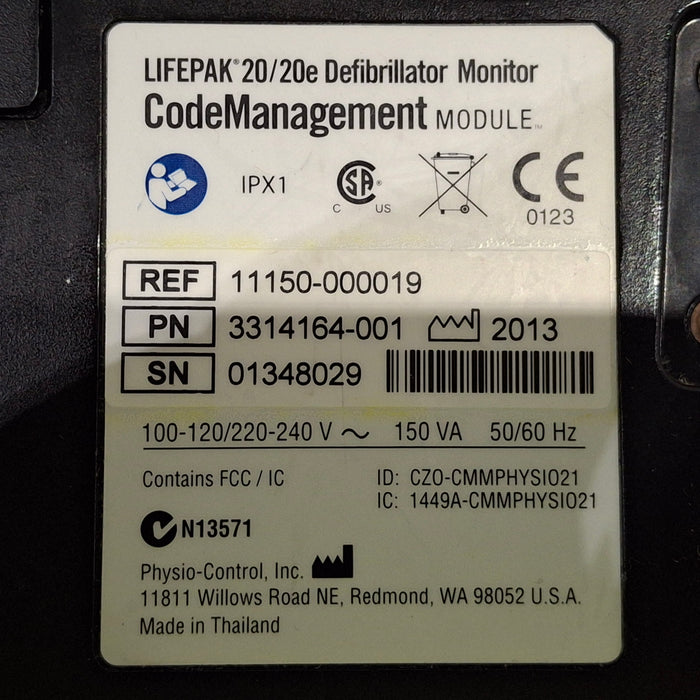 LIFEPAK® 20/20e Defibrillator Monitor
CodeManagement MODULE™
IPX1
CSA®
C US
CE
0123
REF 11150-000019
PN 3314164-001 2013
SN 01348029
100-120/220-240 V ~ 150 VA 50/60 Hz
Contains FCC / IC ID: CZO-CMMPHYSIO21
IC: 1449A-CMMPHYSIO21
N13571
Physio-Control, Inc.
11811 Willows Road NE, Redmond, WA 98052 U.S.A.
Made in Thailand